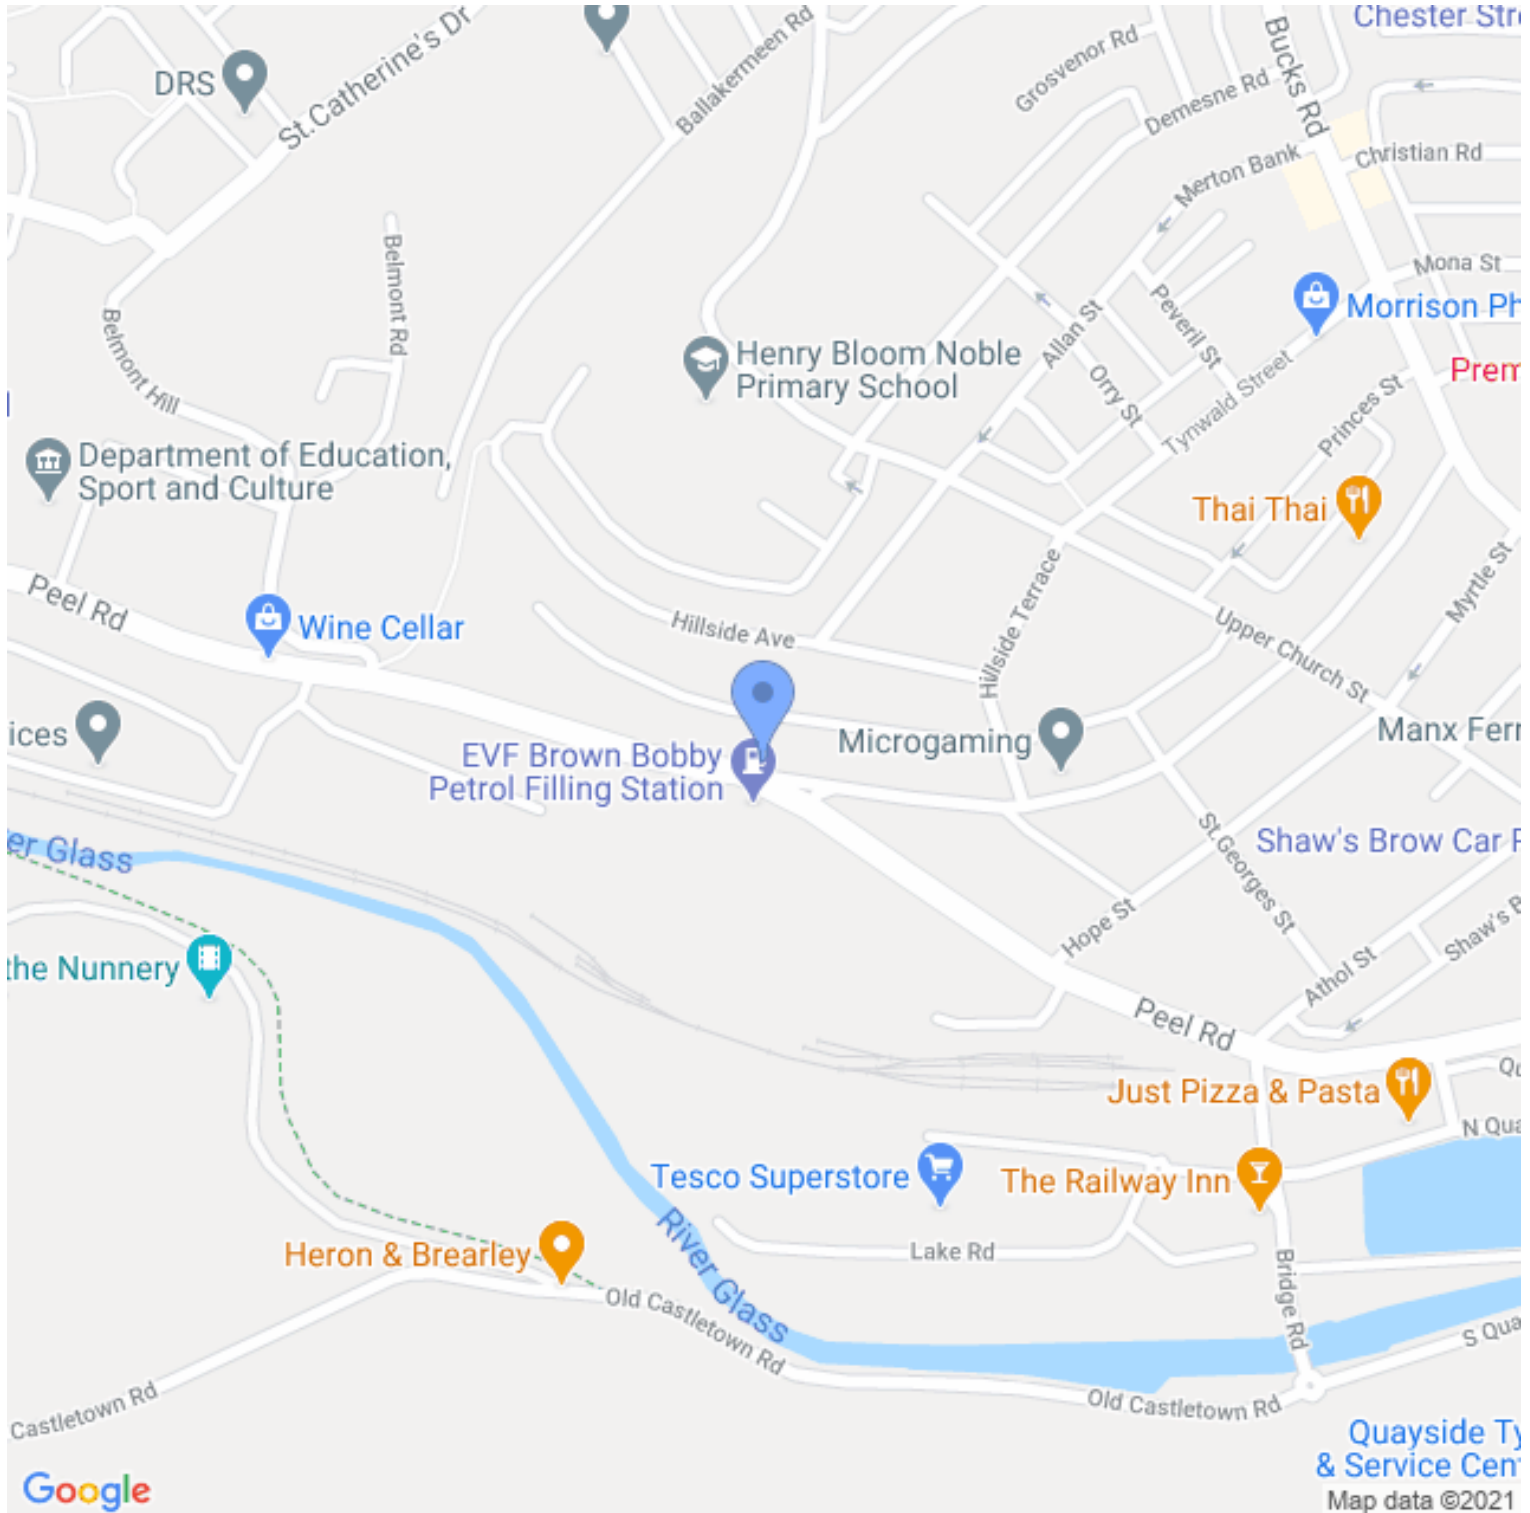 Chester Str
DRS
St.Catherine's Dr
Ballakermeen Rd
Grosvenor Rd
Demesne Rd
Bucks Rd
Christian Rd
Merton Bank
Mona St
Belmont Rd
Belmont Hill
Peveril St
Allan St
Orry St
Morrison Ph
Tynwald Street
Princes St
Prem
Henry Bloom Noble
Primary School
Department of Education,
Sport and Culture
Thai Thai
Myrtle St
Peel Rd
Wine Cellar
Hillside Ave
Hillside Terrace
Upper Church St
ices
EVF Brown Bobby
Petrol Filling Station
Microgaming
Manx Ferr
er Glass
St.Georges St
Shaw's Brow Car P
Hope St
Athol St
Shaw's B
the Nunnery
Peel Rd
Just Pizza & Pasta
Qu
N Qua
Tesco Superstore
The Railway Inn
River Glass
Lake Rd
Heron & Brearley
Bridge Rd
Old Castletown Rd
S Qua
Castletown Rd
Old Castletown Rd
Quayside Ty
& Service Cent
Google
Map data ©2021